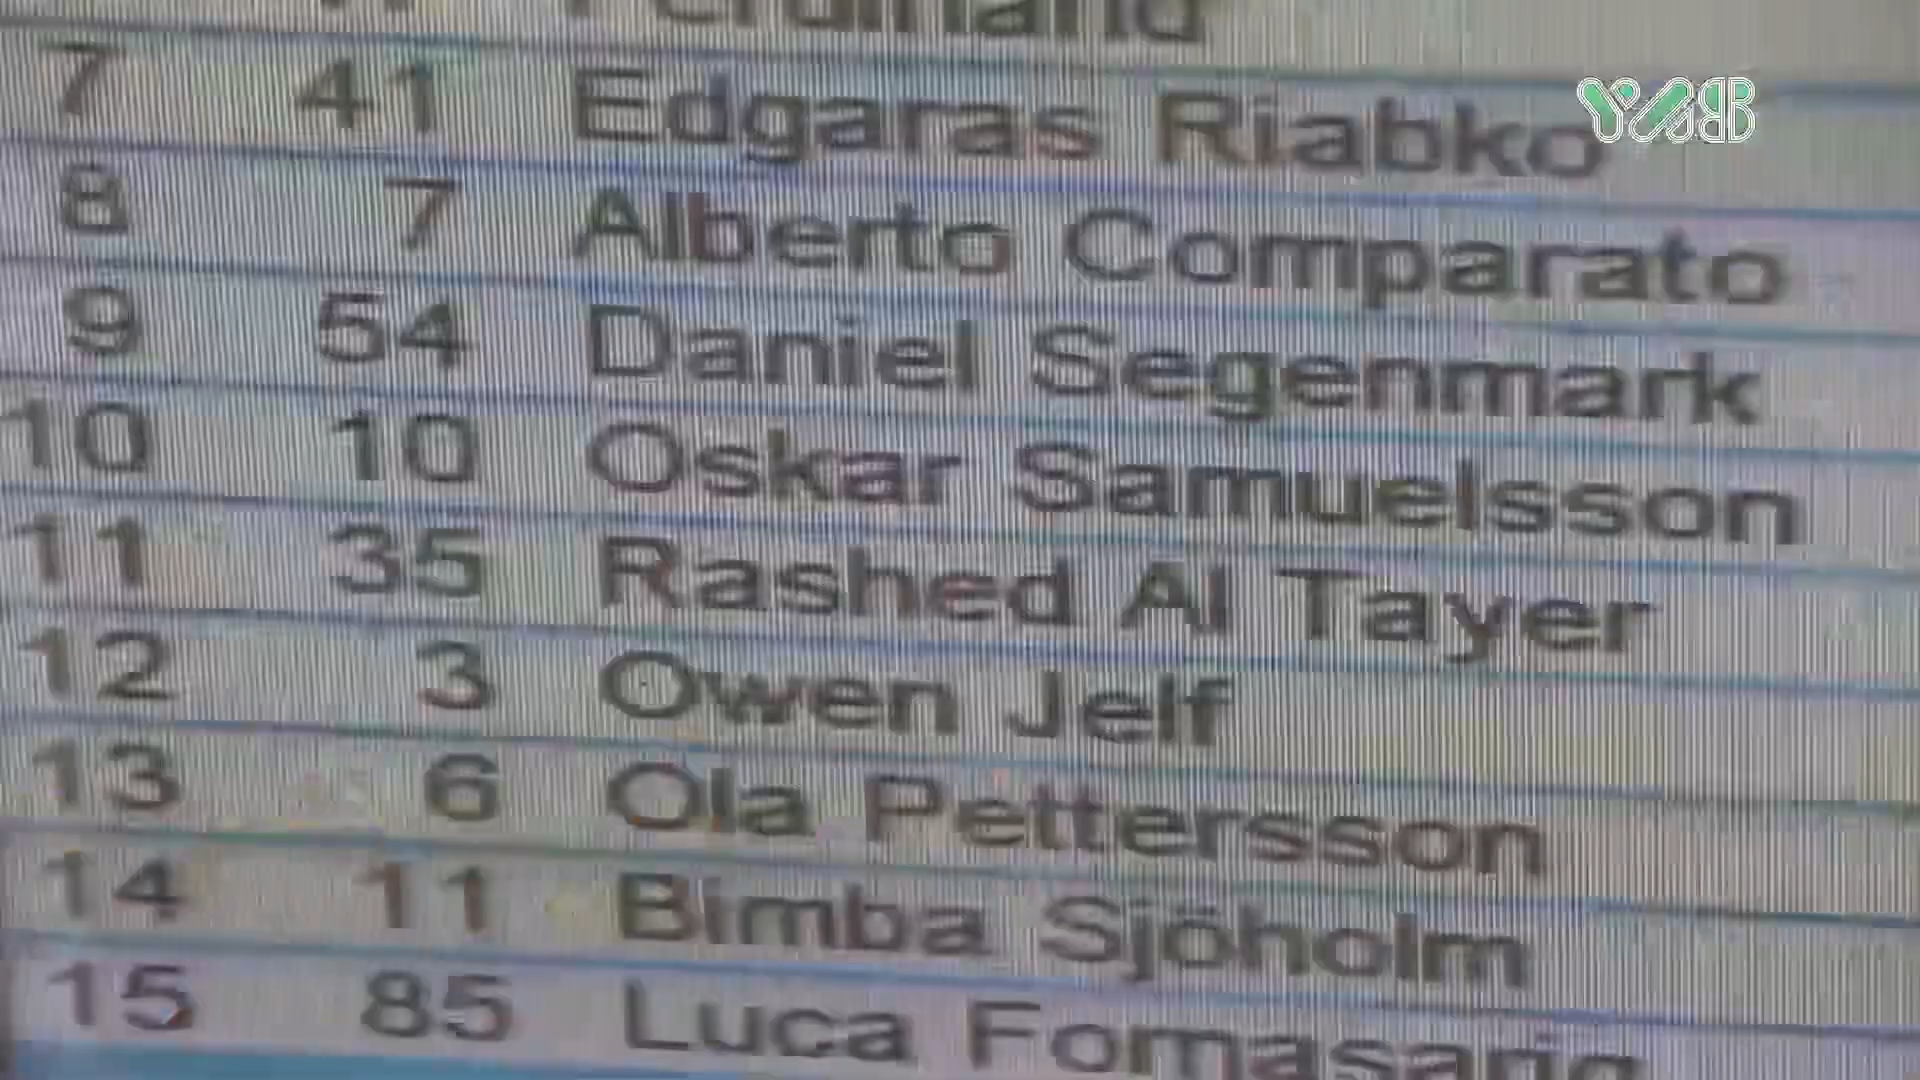 7 41 Edgaras Riabko
8 7 Alberto Comparato
9 54 Daniel Segenmark
10 10 Oskar Samuelsson
11 35 Rashed Al Tayer
12 3 Owen Jelf
13 6 Ola Pettersson
14 11 Bimba Sjöholm
15 85 Luca